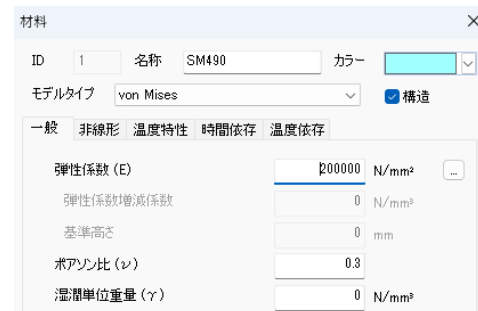 材料
ID 1 名称 SM490 カラー
モデルタイプ von Mises 構造
一般 非線形 温度特性 時間依存 温度依存
弾性係数 (E) 200000 N/mm² ...
弾性係数増減係数 0 N/mm³
基準高さ 0 mm
ポアソン比 (ν) 0.3
湿潤単位重量 (γ) 0 N/mm³